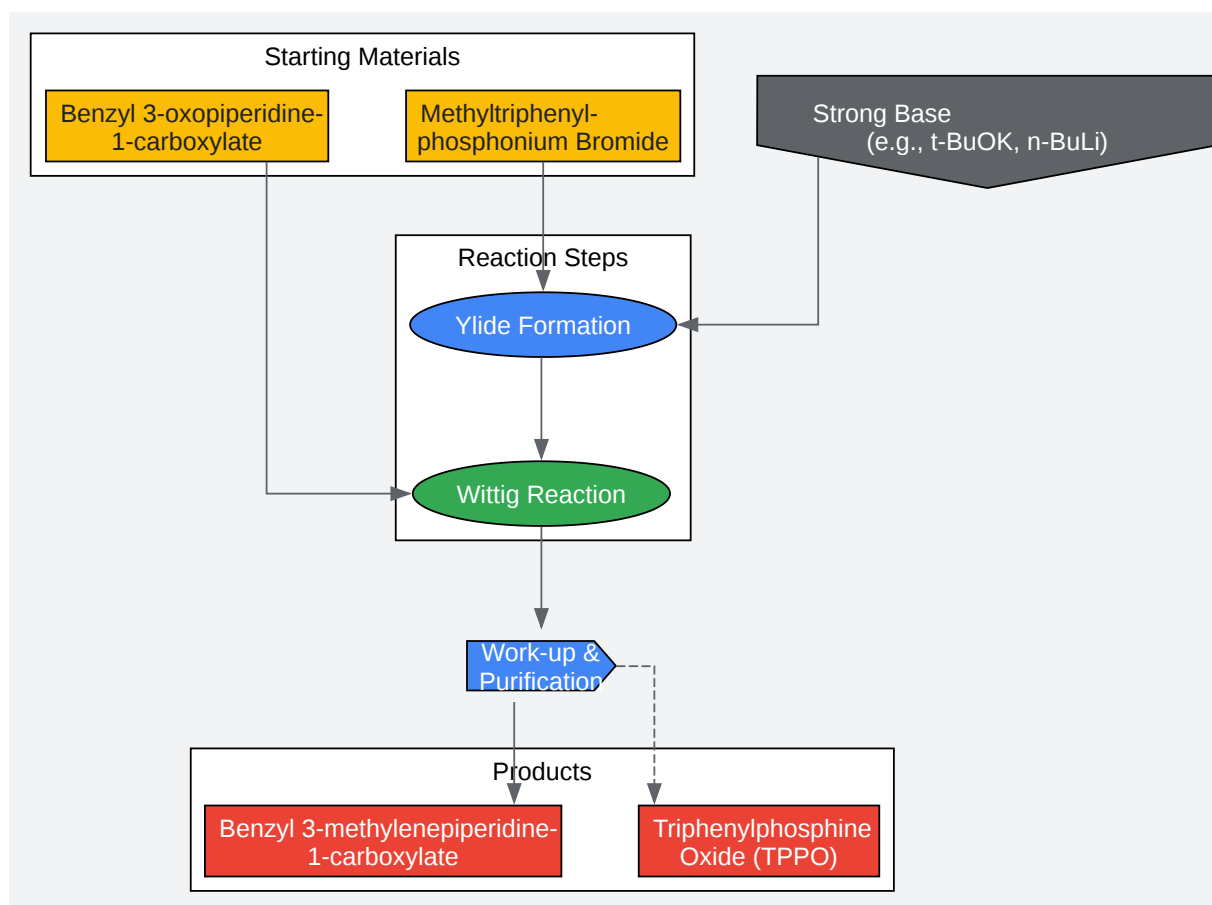 Starting Materials
Benzyl 3-oxopiperidine-
1-carboxylate
Methyltriphenyl-
phosphonium Bromide
Strong Base
(e.g., t-BuOK, n-BuLi)
Reaction Steps
Ylide Formation
Wittig Reaction
Work-up &
Purification
Products
Benzyl 3-methylenepiperidine-
1-carboxylate
Triphenylphosphine
Oxide (TPPO)